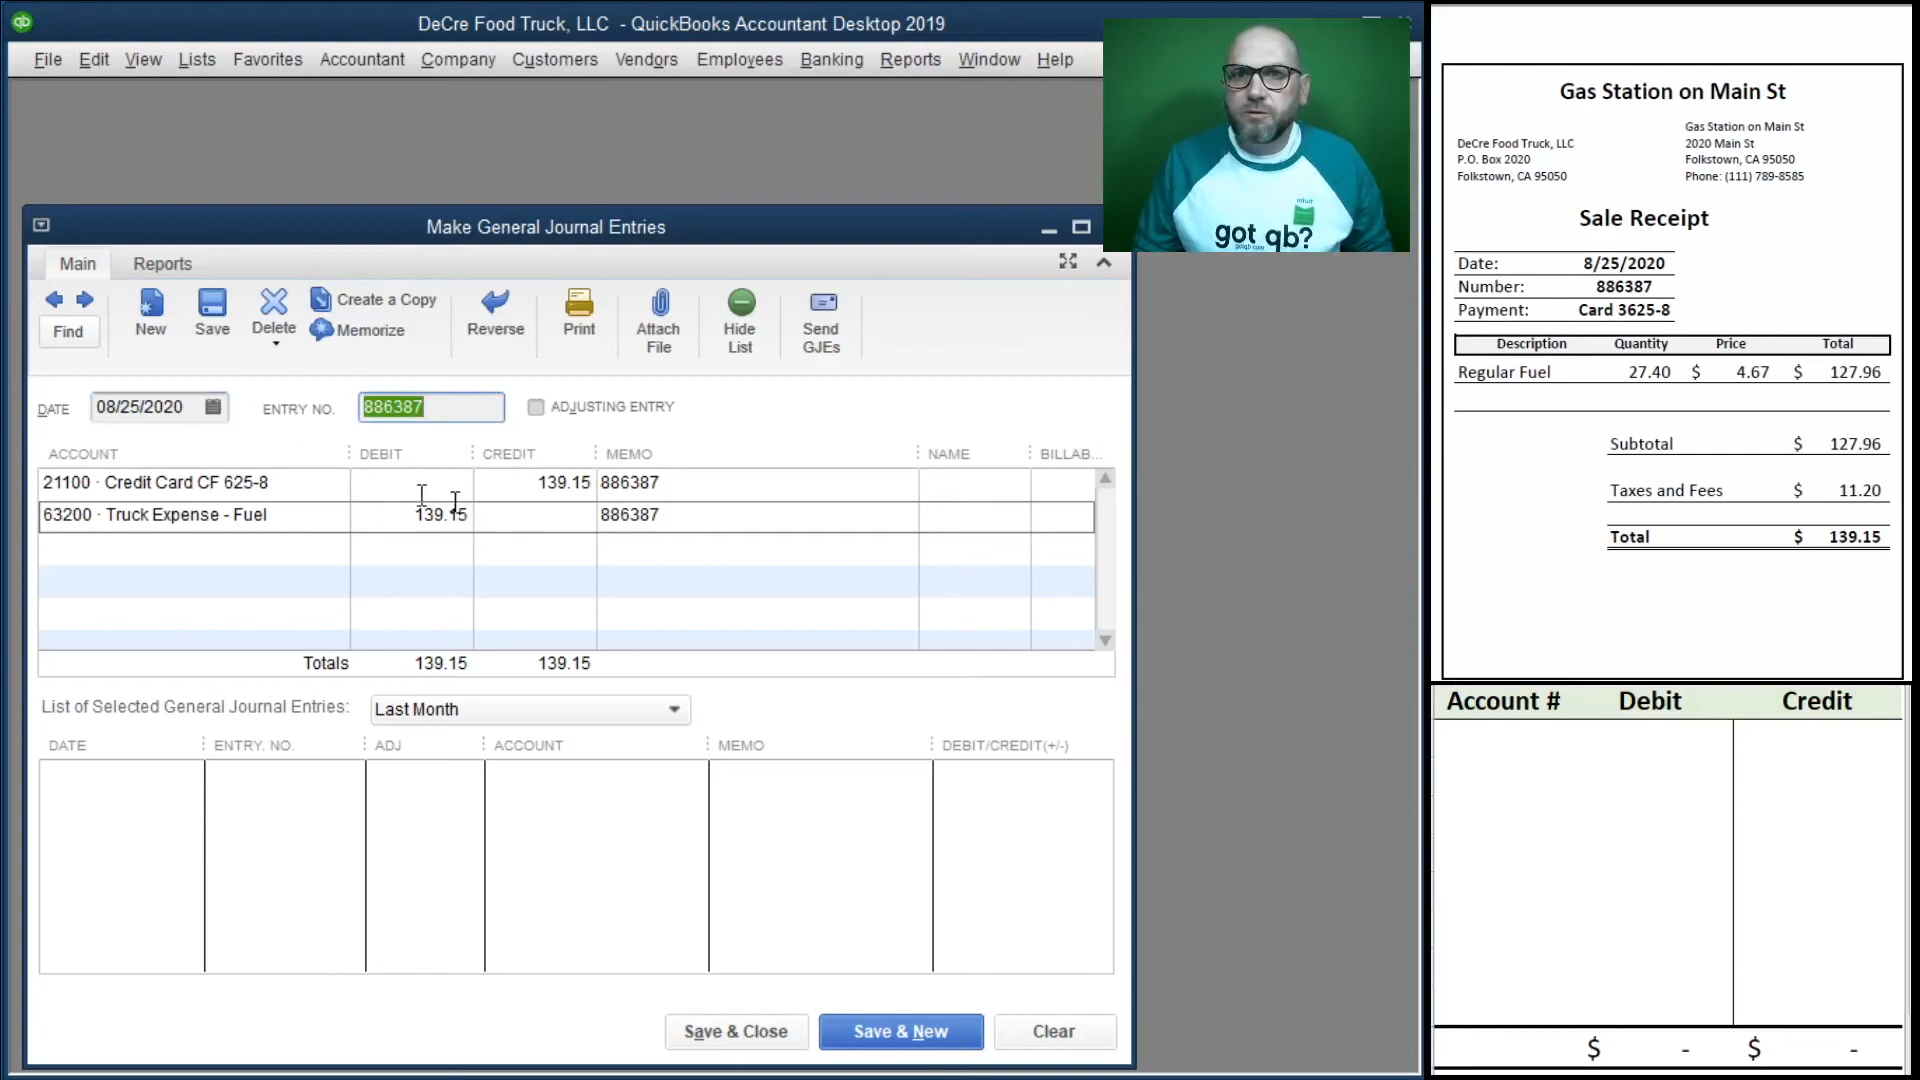 DeCre Food Truck, LLC - QuickBooks Accountant Desktop 2019
File Edit View Lists Favorites Accountant Company Customers Vendors Employees Banking Reports Window Help
Make General Journal Entries
Main Reports
Find
New
Save
Delete
Create a Copy
Memorize
Reverse
Print
Attach
File
Hide
List
Send
GJEs
DATE 08/25/2020 ENTRY NO. 886387 ADJUSTING ENTRY
ACCOUNT DEBIT CREDIT MEMO NAME BILLAB...
21100 · Credit Card CF 625-8 139.15 886387
63200 · Truck Expense - Fuel 139.15 886387
Totals 139.15 139.15
List of Selected General Journal Entries: Last Month
DATE ENTRY. NO. ADJ ACCOUNT MEMO DEBIT/CREDIT(+/-)
Save & Close Save & New Clear
intuit
got qb?
gotqb.com
Gas Station on Main St
DeCre Food Truck, LLC
P.O. Box 2020
Folkstown, CA 95050
Gas Station on Main St
2020 Main St
Folkstown, CA 95050
Phone: (111) 789-8585
Sale Receipt
Date: 8/25/2020
Number: 886387
Payment: Card 3625-8
Description Quantity Price Total
Regular Fuel 27.40 $ 4.67 $ 127.96
Subtotal $ 127.96
Taxes and Fees $ 11.20
Total $ 139.15
Account # Debit Credit
$ - $ -